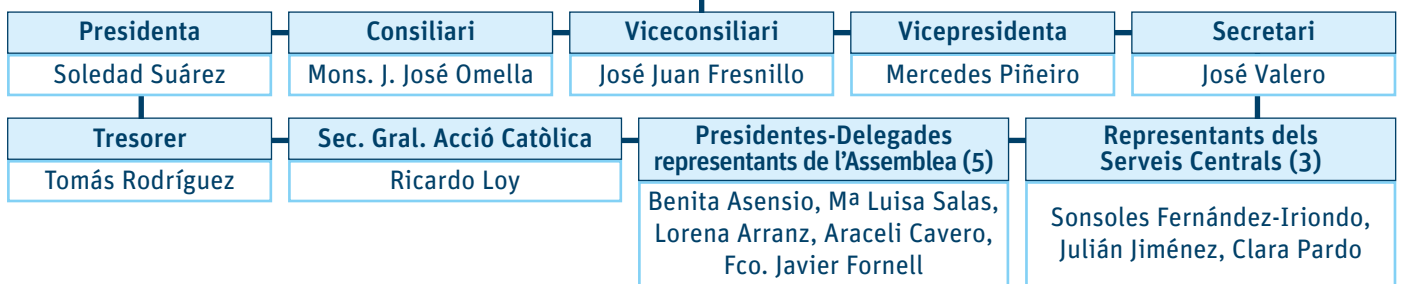 Presidenta
Soledad Suárez
Consiliari
Mons. J. José Omella
Viceconsiliari
José Juan Fresnillo
Vicepresidenta
Mercedes Piñeiro
Secretari
José Valero
Tresorer
Tomás Rodríguez
Sec. Gral. Acció Catòlica
Ricardo Loy
Presidentes-Delegades
representants de l’Assemblea (5)
Benita Asensio, Mª Luisa Salas,
Lorena Arranz, Araceli Cavero,
Fco. Javier Fornell
Representants dels
Serveis Centrals (3)
Sonsoles Fernández-Iriondo,
Julián Jiménez, Clara Pardo